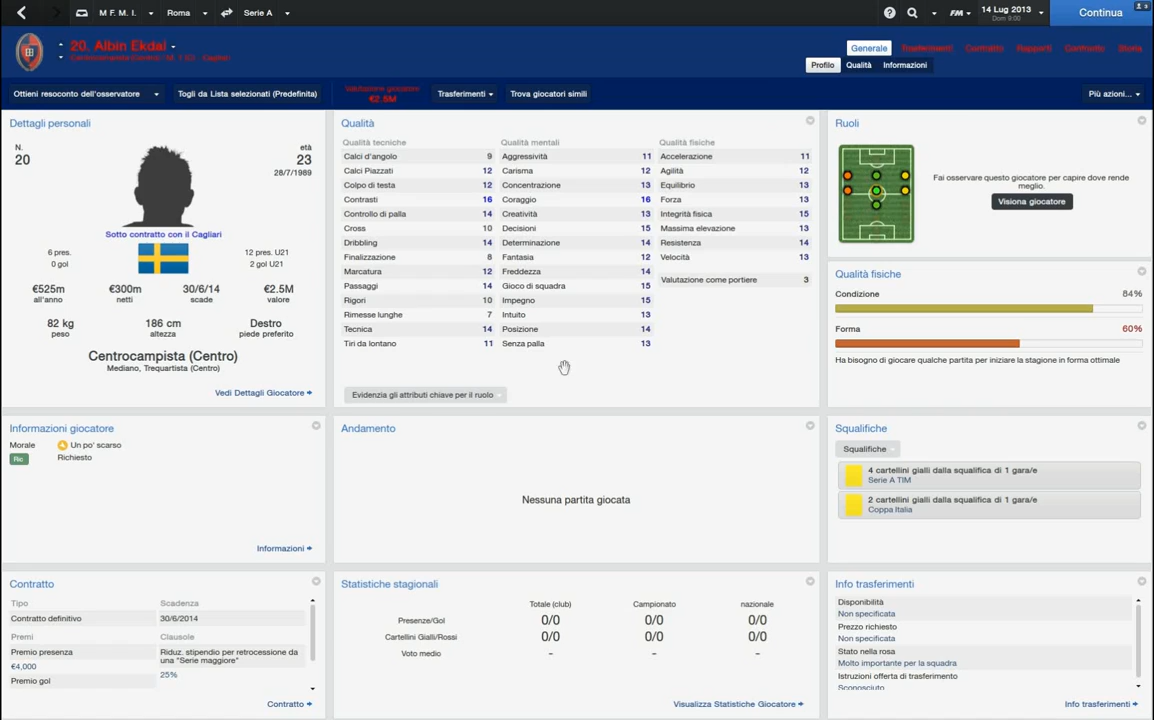 M F. M. I.
Roma
Serie A
FM
14 Lug 2013
Dom 9:00
Continua
3
20. Albin Ekdal
Generale
Trasferimenti
Contratto
Rapporti
Confronto
Storia
Profilo
Qualità
Informazioni
Ottieni resoconto dell'osservatore
Togli da Lista selezionati (Predefinita)
Valutazione giocatore
€2.5M
Trasferimenti
Trova giocatori simili
Più azioni...
Dettagli personali
N.
20
età
23
28/7/1989
Sotto contratto con il Cagliari
6 pres.
0 gol
12 pres. U21
2 gol U21
€525m
all'anno
€300m
netti
30/6/14
scade
€2.5M
valore
82 kg
peso
186 cm
altezza
Destro
piede preferito
Centrocampista (Centro)
Mediano, Trequartista (Centro)
Vedi Dettagli Giocatore
Qualità
Qualità tecniche
Calci d'angolo 9
Calci Piazzati 12
Colpo di testa 12
Contrasti 16
Controllo di palla 14
Cross 10
Dribbling 14
Finalizzazione 8
Marcatura 12
Passaggi 14
Rigori 10
Rimesse lunghe 7
Tecnica 14
Tiri da lontano 11
Qualità mentali
Aggressività 11
Carisma 12
Concentrazione 13
Coraggio 16
Creatività 13
Decisioni 15
Determinazione 14
Fantasia 12
Freddezza 14
Gioco di squadra 15
Impegno 15
Intuito 13
Posizione 14
Senza palla 13
Qualità fisiche
Accelerazione 11
Agilità 12
Equilibrio 13
Forza 13
Integrità fisica 15
Massima elevazione 13
Resistenza 14
Velocità 13
Valutazione come portiere 3
Evidenzia gli attributi chiave per il ruolo
Ruoli
Fai osservare questo giocatore per capire dove rende
meglio.
Visiona giocatore
Qualità fisiche
Condizione 84%
Forma 60%
Ha bisogno di giocare qualche partita per iniziare la stagione in forma ottimale
Informazioni giocatore
Morale Un po' scarso
Ric Richiesto
Informazioni
Andamento
Nessuna partita giocata
Squalifiche
Squalifiche
4 cartellini gialli dalla squalifica di 1 gara/e
Serie A TIM
2 cartellini gialli dalla squalifica di 1 gara/e
Coppa Italia
Contratto
Tipo
Contratto definitivo
Premi
Premio presenza
€4,000
Premio gol
Scadenza
30/6/2014
Clausole
Riduz. stipendio per retrocessione da
una "Serie maggiore"
25%
Contratto
Statistiche stagionali
Totale (club) Campionato nazionale
Presenze/Gol 0/0 0/0 0/0
Cartellini Gialli/Rossi 0/0 0/0 0/0
Voto medio - - -
Visualizza Statistiche Giocatore
Info trasferimenti
Disponibilità
Non specificata
Prezzo richiesto
Non specificata
Stato nella rosa
Molto importante per la squadra
Istruzioni offerta di trasferimento
Sconosciuto
Info trasferimenti